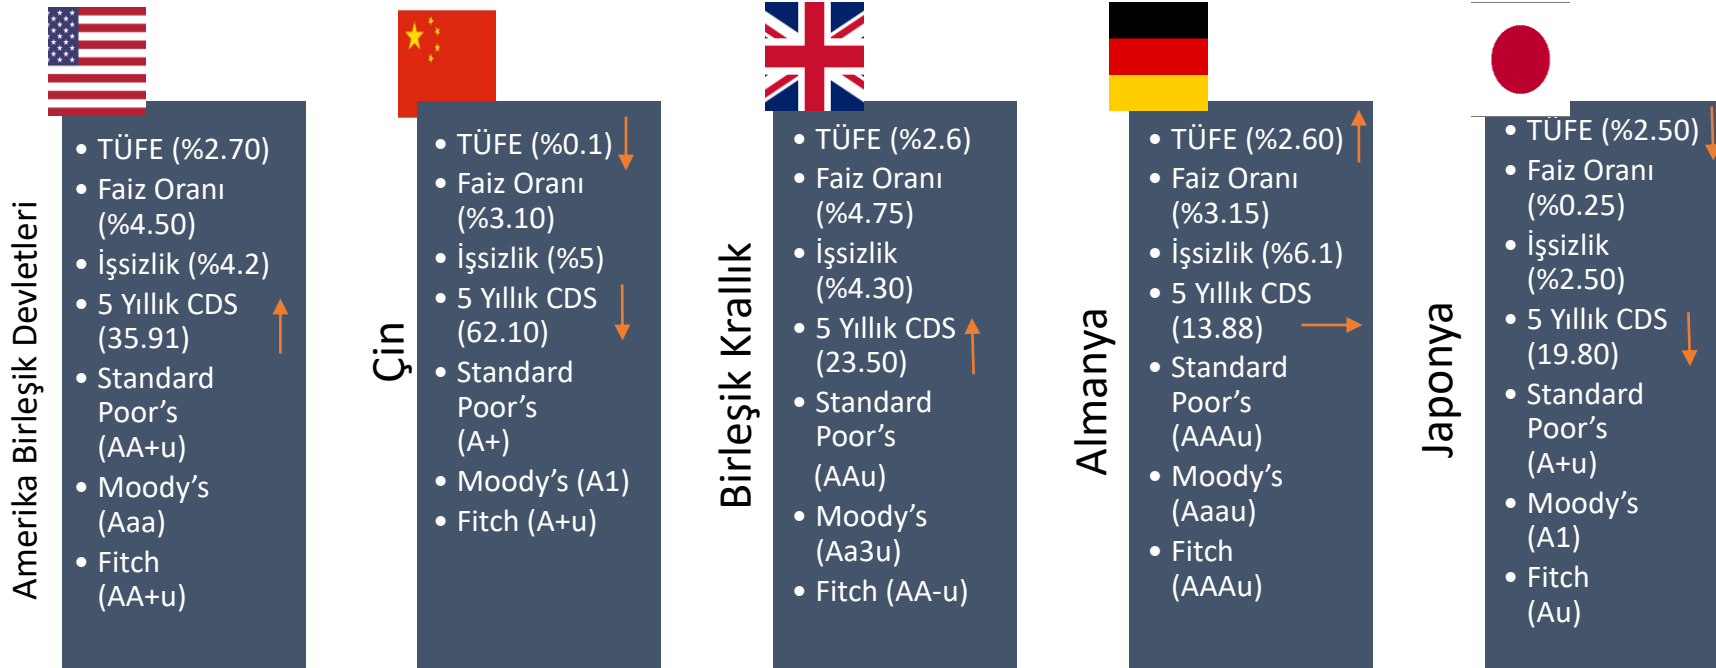 Amerika Birleşik Devletleri
• TÜFE (%2.70)
• Faiz Oranı
(%4.50)
• İşsizlik (%4.2)
• 5 Yıllık CDS
(35.91)
• Standard
Poor's
(AA+u)
• Moody's
(Aaa)
• Fitch
(AA+u)
Çin
• TÜFE (%0.1)
• Faiz Oranı
(%3.10)
• İşsizlik (%5)
• 5 Yıllık CDS
(62.10)
• Standard
Poor's
(A+)
• Moody's (A1)
• Fitch (A+u)
Birleşik Krallık
• TÜFE (%2.6)
• Faiz Oranı
(%4.75)
• İşsizlik
(%4.30)
• 5 Yıllık CDS
(23.50)
• Standard
Poor's
(AAu)
• Moody's
(Aa3u)
• Fitch (AA-u)
Almanya
• TÜFE (%2.60)
• Faiz Oranı
(%3.15)
• İşsizlik (%6.1)
• 5 Yıllık CDS
(13.88)
• Standard
Poor's
(AAAu)
• Moody's
(Aaau)
• Fitch
(AAAu)
Japonya
• TÜFE (%2.50)
• Faiz Oranı
(%0.25)
• İşsizlik
(%2.50)
• 5 Yıllık CDS
(19.80)
• Standard
Poor's
(A+u)
• Moody's
(A1)
• Fitch
(Au)